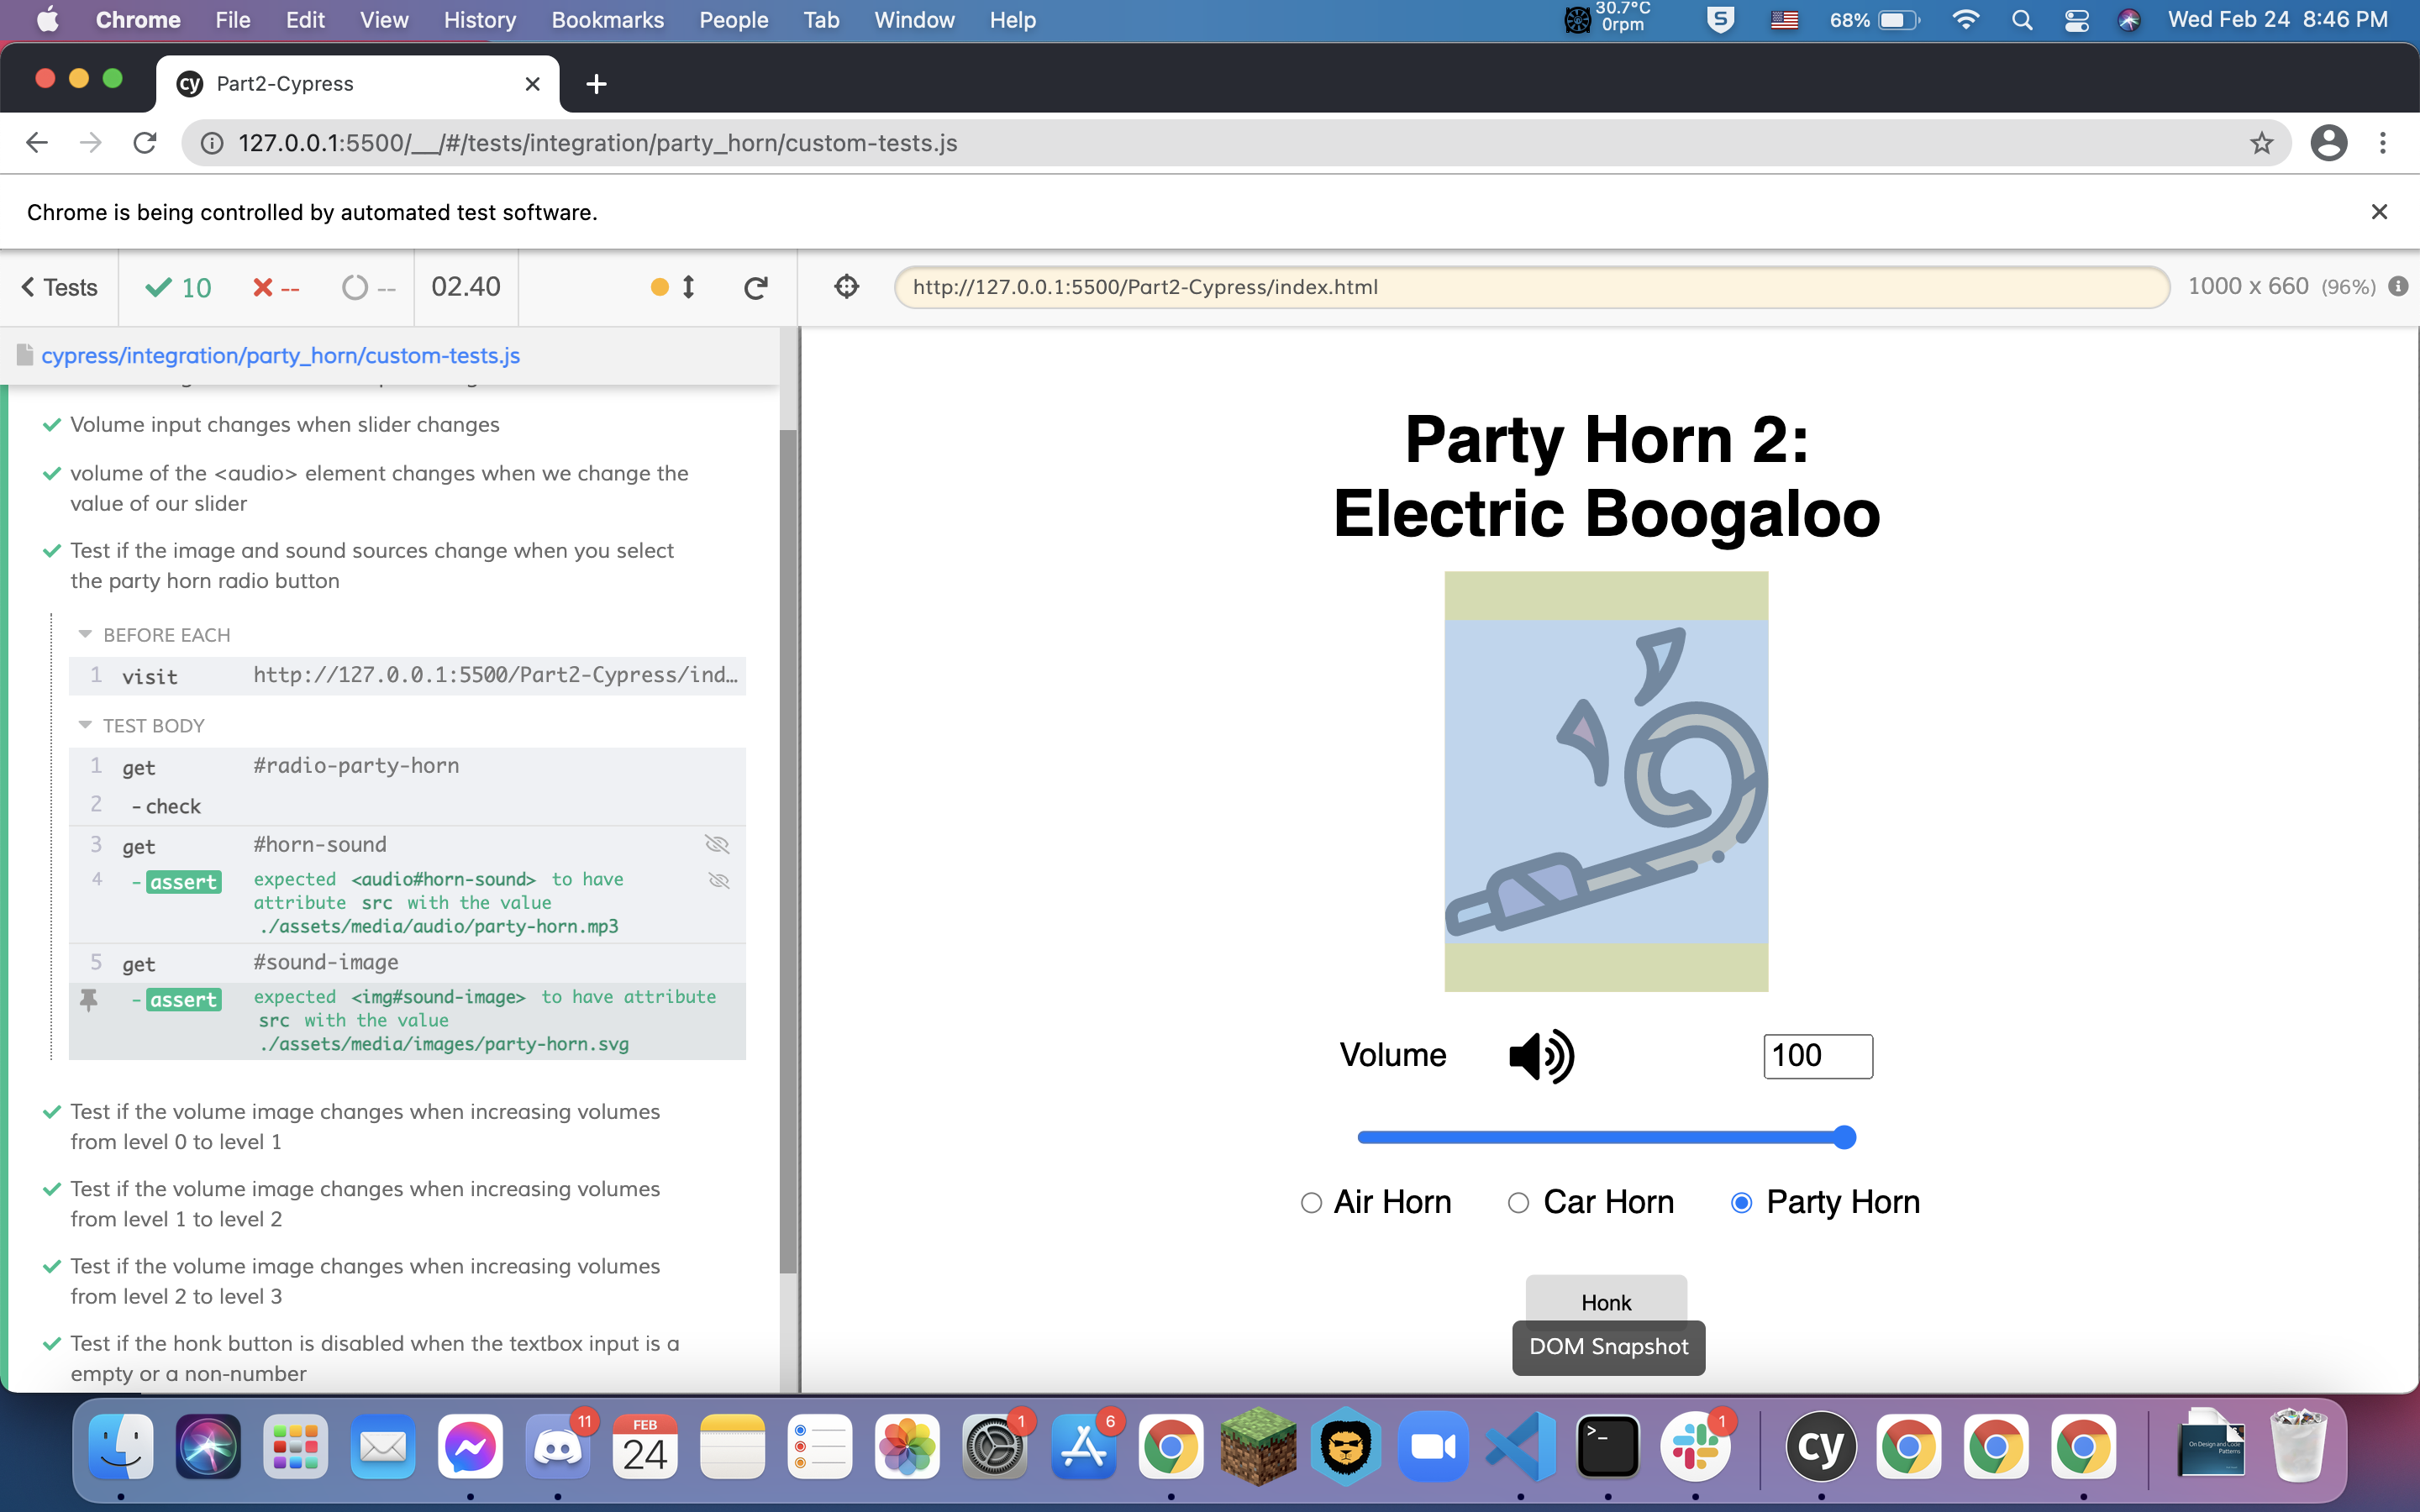 Chrome File Edit View History Bookmarks People Tab Window Help 30.7°C 0rpm S 68% Wed Feb 24 8:46 PM
cy Part2-Cypress
127.0.0.1:5500/__/#/tests/integration/party_horn/custom-tests.js
Chrome is being controlled by automated test software.
Tests 10 -- -- 02.40 http://127.0.0.1:5500/Part2-Cypress/index.html 1000 x 660 (96%)
cypress/integration/party_horn/custom-tests.js
Volume input changes when slider changes
volume of the <audio> element changes when we change the
value of our slider
Test if the image and sound sources change when you select
the party horn radio button
BEFORE EACH
1 visit http://127.0.0.1:5500/Part2-Cypress/ind…
TEST BODY
1 get #radio-party-horn
2 -check
3 get #horn-sound
4 -assert expected <audio#horn-sound> to have
attribute src with the value
./assets/media/audio/party-horn.mp3
5 get #sound-image
-assert expected <img#sound-image> to have attribute
src with the value
./assets/media/images/party-horn.svg
Test if the volume image changes when increasing volumes
from level 0 to level 1
Test if the volume image changes when increasing volumes
from level 1 to level 2
Test if the volume image changes when increasing volumes
from level 2 to level 3
Test if the honk button is disabled when the textbox input is a
empty or a non-number
Party Horn 2:
Electric Boogaloo
Volume 100
Air Horn Car Horn Party Horn
Honk
DOM Snapshot
11 FEB 24 1 6 >_ 1 cy On Design and Code Patterns